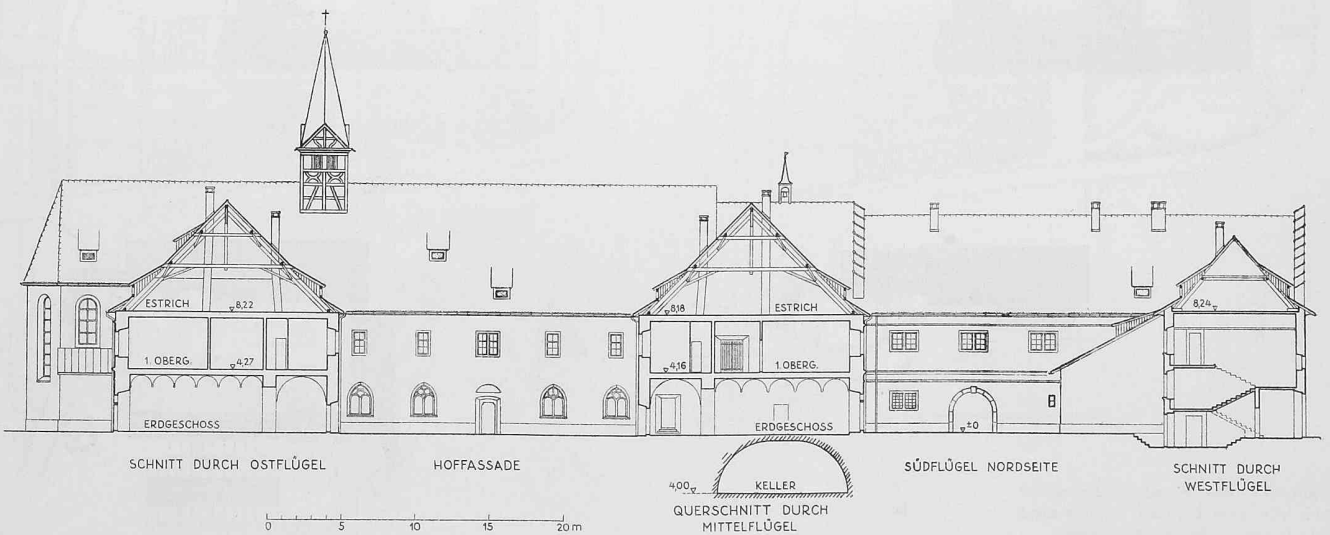 ESTRICH 8,22
8,18 ESTRICH
8,24
1. OBERG. 4,27
4,16 1. OBERG.
ERDGESCHOSS
ERDGESCHOSS
±0
SCHNITT DURCH OSTFLÜGEL
HOFFASSADE
SÜDFLÜGEL NORDSEITE
SCHNITT DURCH
WESTFLÜGEL
4,00 KELLER
QUERSCHNITT DURCH
MITTELFLÜGEL
0 5 10 15 20 m